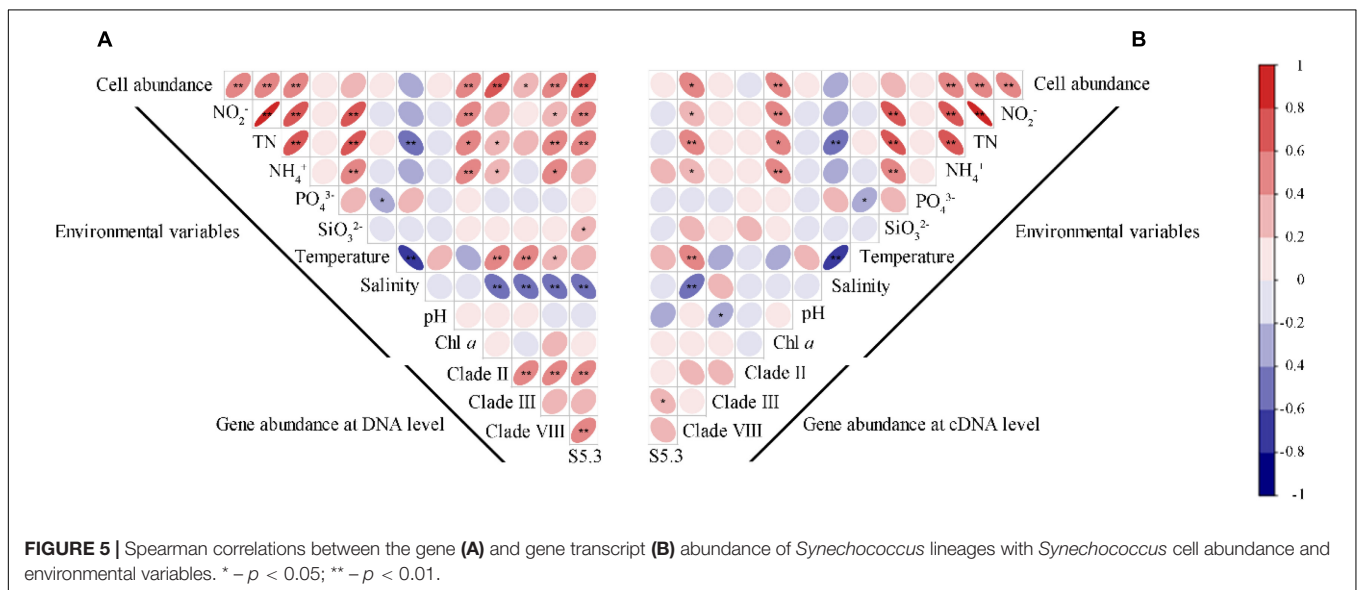 A
B
Cell abundance
** ** ** ** ** * ** **
* ** ** ** **
Cell abundance
1
NO₂⁻
** ** ** ** * **
* ** ** ** **
NO₂⁻
0.8
TN
** ** ** * * ** **
** * ** ** **
TN
0.6
NH₄⁺
** ** * *
* ** **
NH₄⁺
0.4
PO₄³⁻
*
*
PO₄³⁻
Environmental variables
SiO₃²⁻
*
SiO₃²⁻
Environmental variables
0.2
Temperature
** ** ** *
** **
Temperature
0
Salinity
** ** ** **
**
Salinity
-0.2
pH
*
pH
Chl a
Chl a
-0.4
Clade II
** ** **
Clade II
-0.6
Gene abundance at DNA level
Clade III
*
Clade III
Gene abundance at cDNA level
-0.8
Clade VIII
**
Clade VIII
S5.3
S5.3
-1
FIGURE 5 | Spearman correlations between the gene (A) and gene transcript (B) abundance of Synechococcus lineages with Synechococcus cell abundance and
environmental variables. * – p < 0.05; ** – p < 0.01.